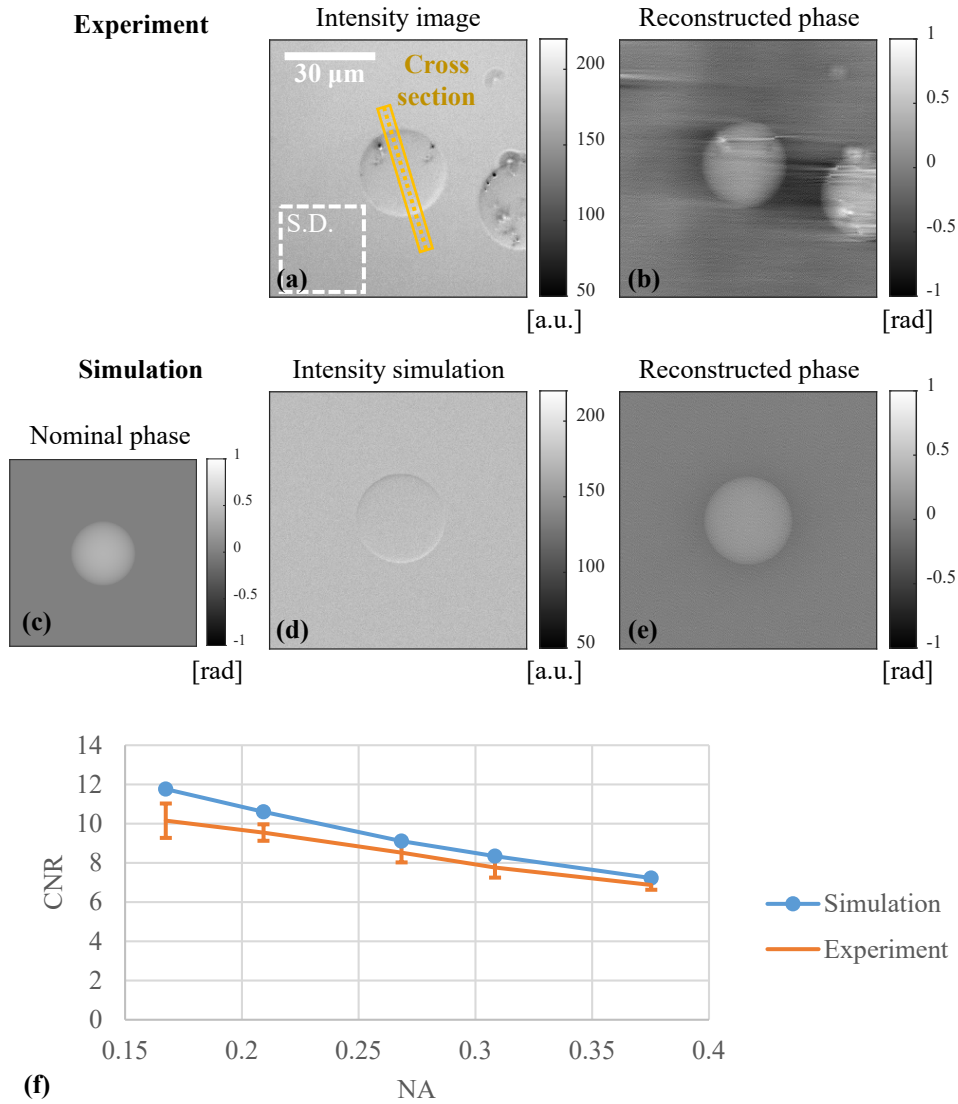 Experiment
Intensity image
Reconstructed phase
30 μm
Cross
section
S.D.
(a)
200
150
100
50
[a.u.]
(b)
1
0.5
0
-0.5
-1
[rad]
Simulation
Nominal phase
(c)
1
0.5
0
-0.5
-1
[rad]
Intensity simulation
(d)
200
150
100
50
[a.u.]
Reconstructed phase
(e)
1
0.5
0
-0.5
-1
[rad]
14
12
10
8
6
4
2
0
CNR
0.15 0.2 0.25 0.3 0.35 0.4
NA
Simulation
Experiment
(f)